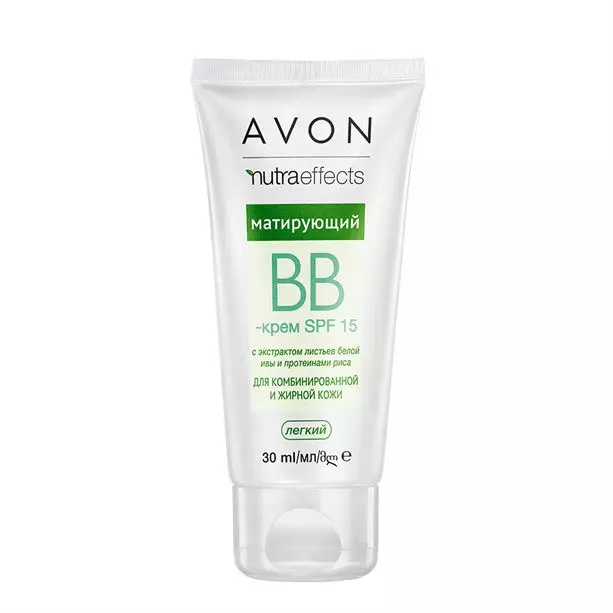 AVON
nutraeffects
матирующий
BB
-крем SPF 15
с экстрактом листьев белой
ивы и протеинами риса
ДЛЯ КОМБИНИРОВАННОЙ
И ЖИРНОЙ КОЖИ
легкий
30 ml/мл/მლ ℮